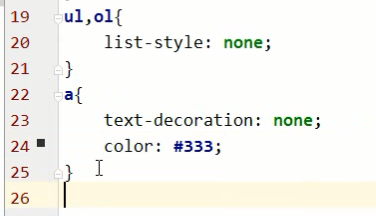 19 ul,ol{
20 list-style: none;
21 }
22 a{
23 text-decoration: none;
24 color: #333;
25 }
26